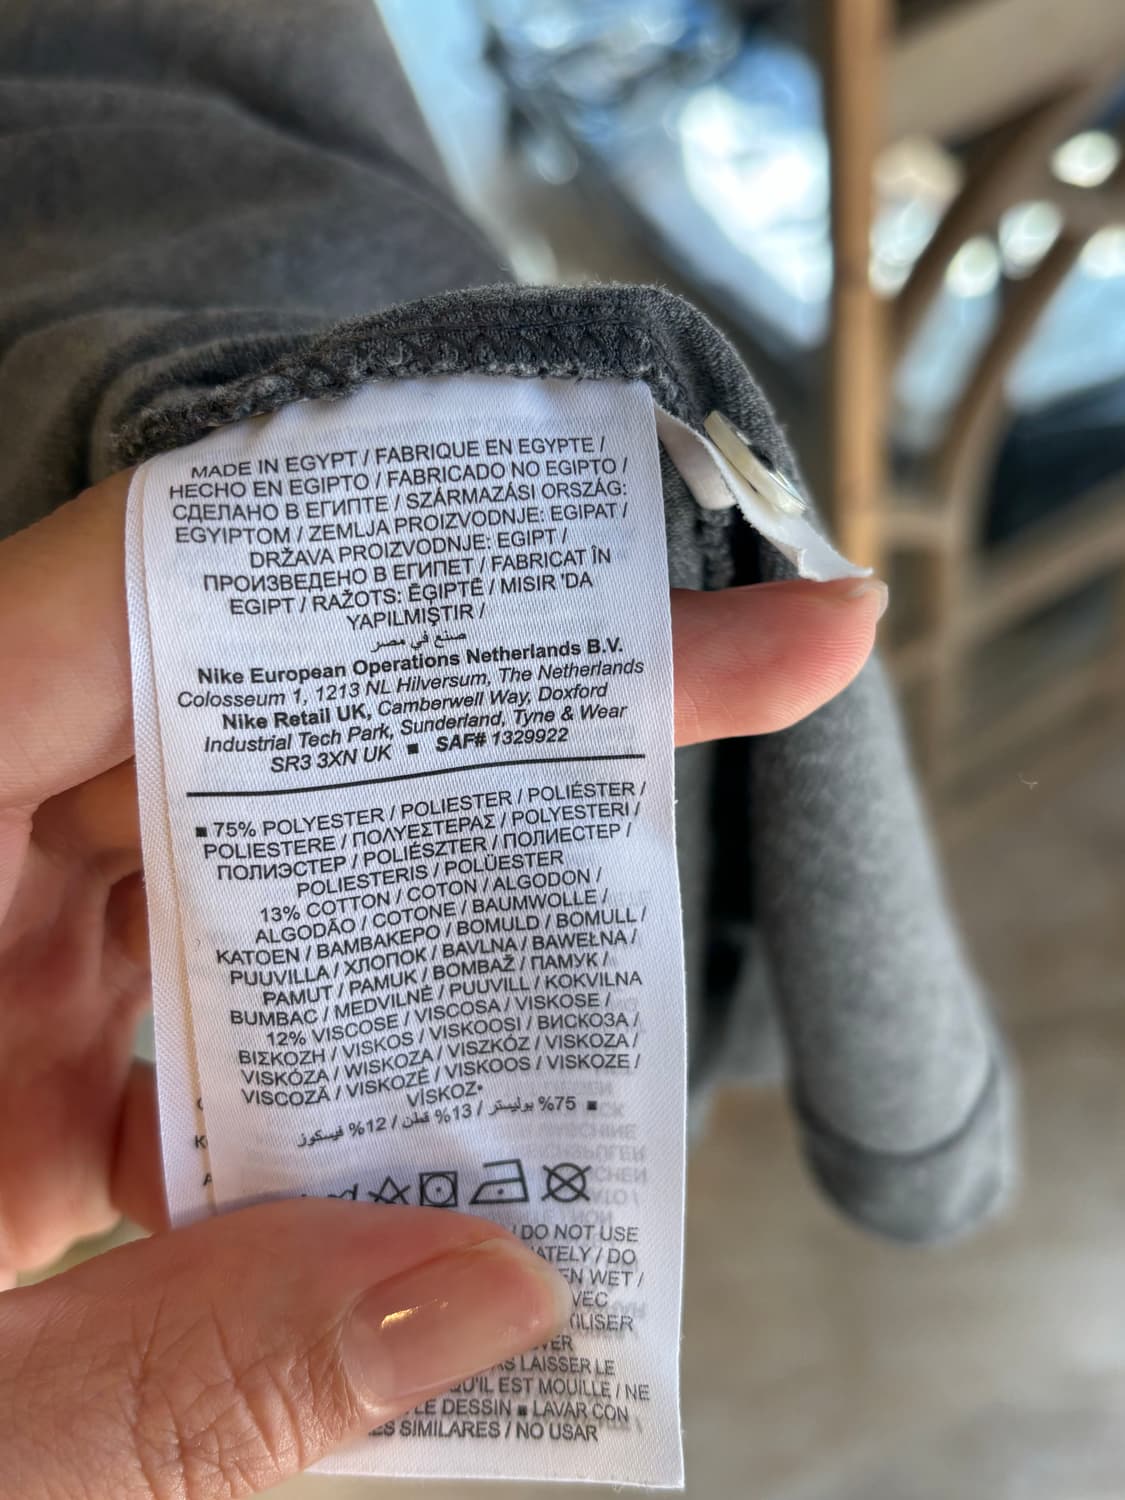 MADE IN EGYPT / FABRIQUE EN EGYPTE /
HECHO EN EGIPTO / FABRICADO NO EGIPTO /
СДЕЛАНО В ЕГИПТЕ / SZÁRMAZÁSI ORSZÁG:
EGYIPTOM / ZEMLJA PROIZVODNJE: EGIPAT /
DRŽAVA PROIZVODNJE: EGIPT /
ПРОИЗВЕДЕНО В ЕГИПЕТ / FABRICAT ÎN
EGIPT / RAŽOTS: ĒGIPTĒ / MISIR 'DA
YAPILMIŞTIR /
صنع في مصر
Nike European Operations Netherlands B.V.
Colosseum 1, 1213 NL Hilversum, The Netherlands
Nike Retail UK, Camberwell Way, Doxford
Industrial Tech Park, Sunderland, Tyne & Wear
SR3 3XN UK ■ SAF# 1329922
■ 75% POLYESTER / POLIESTER / POLIÉSTER /
POLIESTERE / ΠΟΛΥΕΣΤΕΡΑΣ / POLYESTERI /
ПОЛИЭСТЕР / POLIÉSZTER / ПОЛИЕСТЕР /
POLIESTERIS / POLÜESTER
13% COTTON / COTON / ALGODON /
ALGODÃO / COTONE / BAUMWOLLE /
KATOEN / ΒΑΜΒΑΚΕΡΟ / BOMULD / BOMULL /
PUUVILLA / ХЛОПОК / BAVLNA / BAWEŁNA /
PAMUT / PAMUK / BOMBAŽ / ПАМУК /
BUMBAC / MEDVILNĖ / PUUVILL / KOKVILNA
12% VISCOSE / VISCOSA / VISKOSE /
ΒΙΣΚΟΖΗ / VISKOS / VISKOOSI / ВИСКОЗА /
VISKÓZA / WISKOZA / VISZKÓZ / VISKOZA /
VISCOZĂ / VISKOZĖ / VISKOOS / VISKOZE /
VİSKOZ•
■ 75% بوليستر / 13% قطن / 12% فيسكوز
DO NOT USE
/ DO
WET /
LAISSER LE
QU'IL EST MOUILLE / NE
LE DESSIN ■ LAVAR CON
SIMILARES / NO USAR